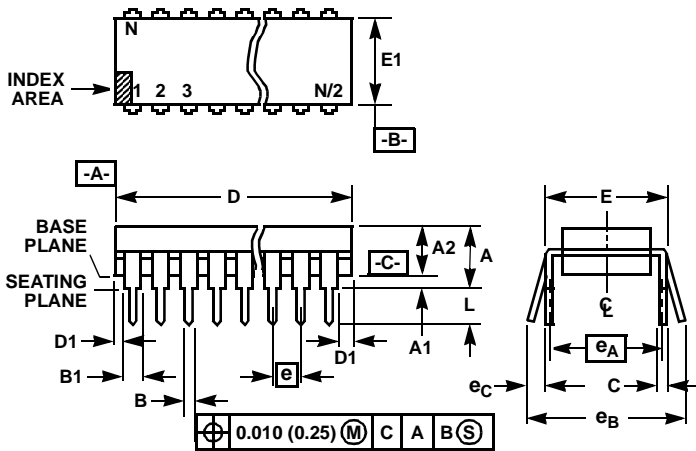 N
E1
INDEX
AREA
1 2 3 N/2
-B-
-A-
D
E
BASE
PLANE
A2
A
-C-
SEATING
PLANE
L
C
L
D1
A1
D1
eA
B1
e
eC
C
B
eB
0.010 (0.25) M C A B S